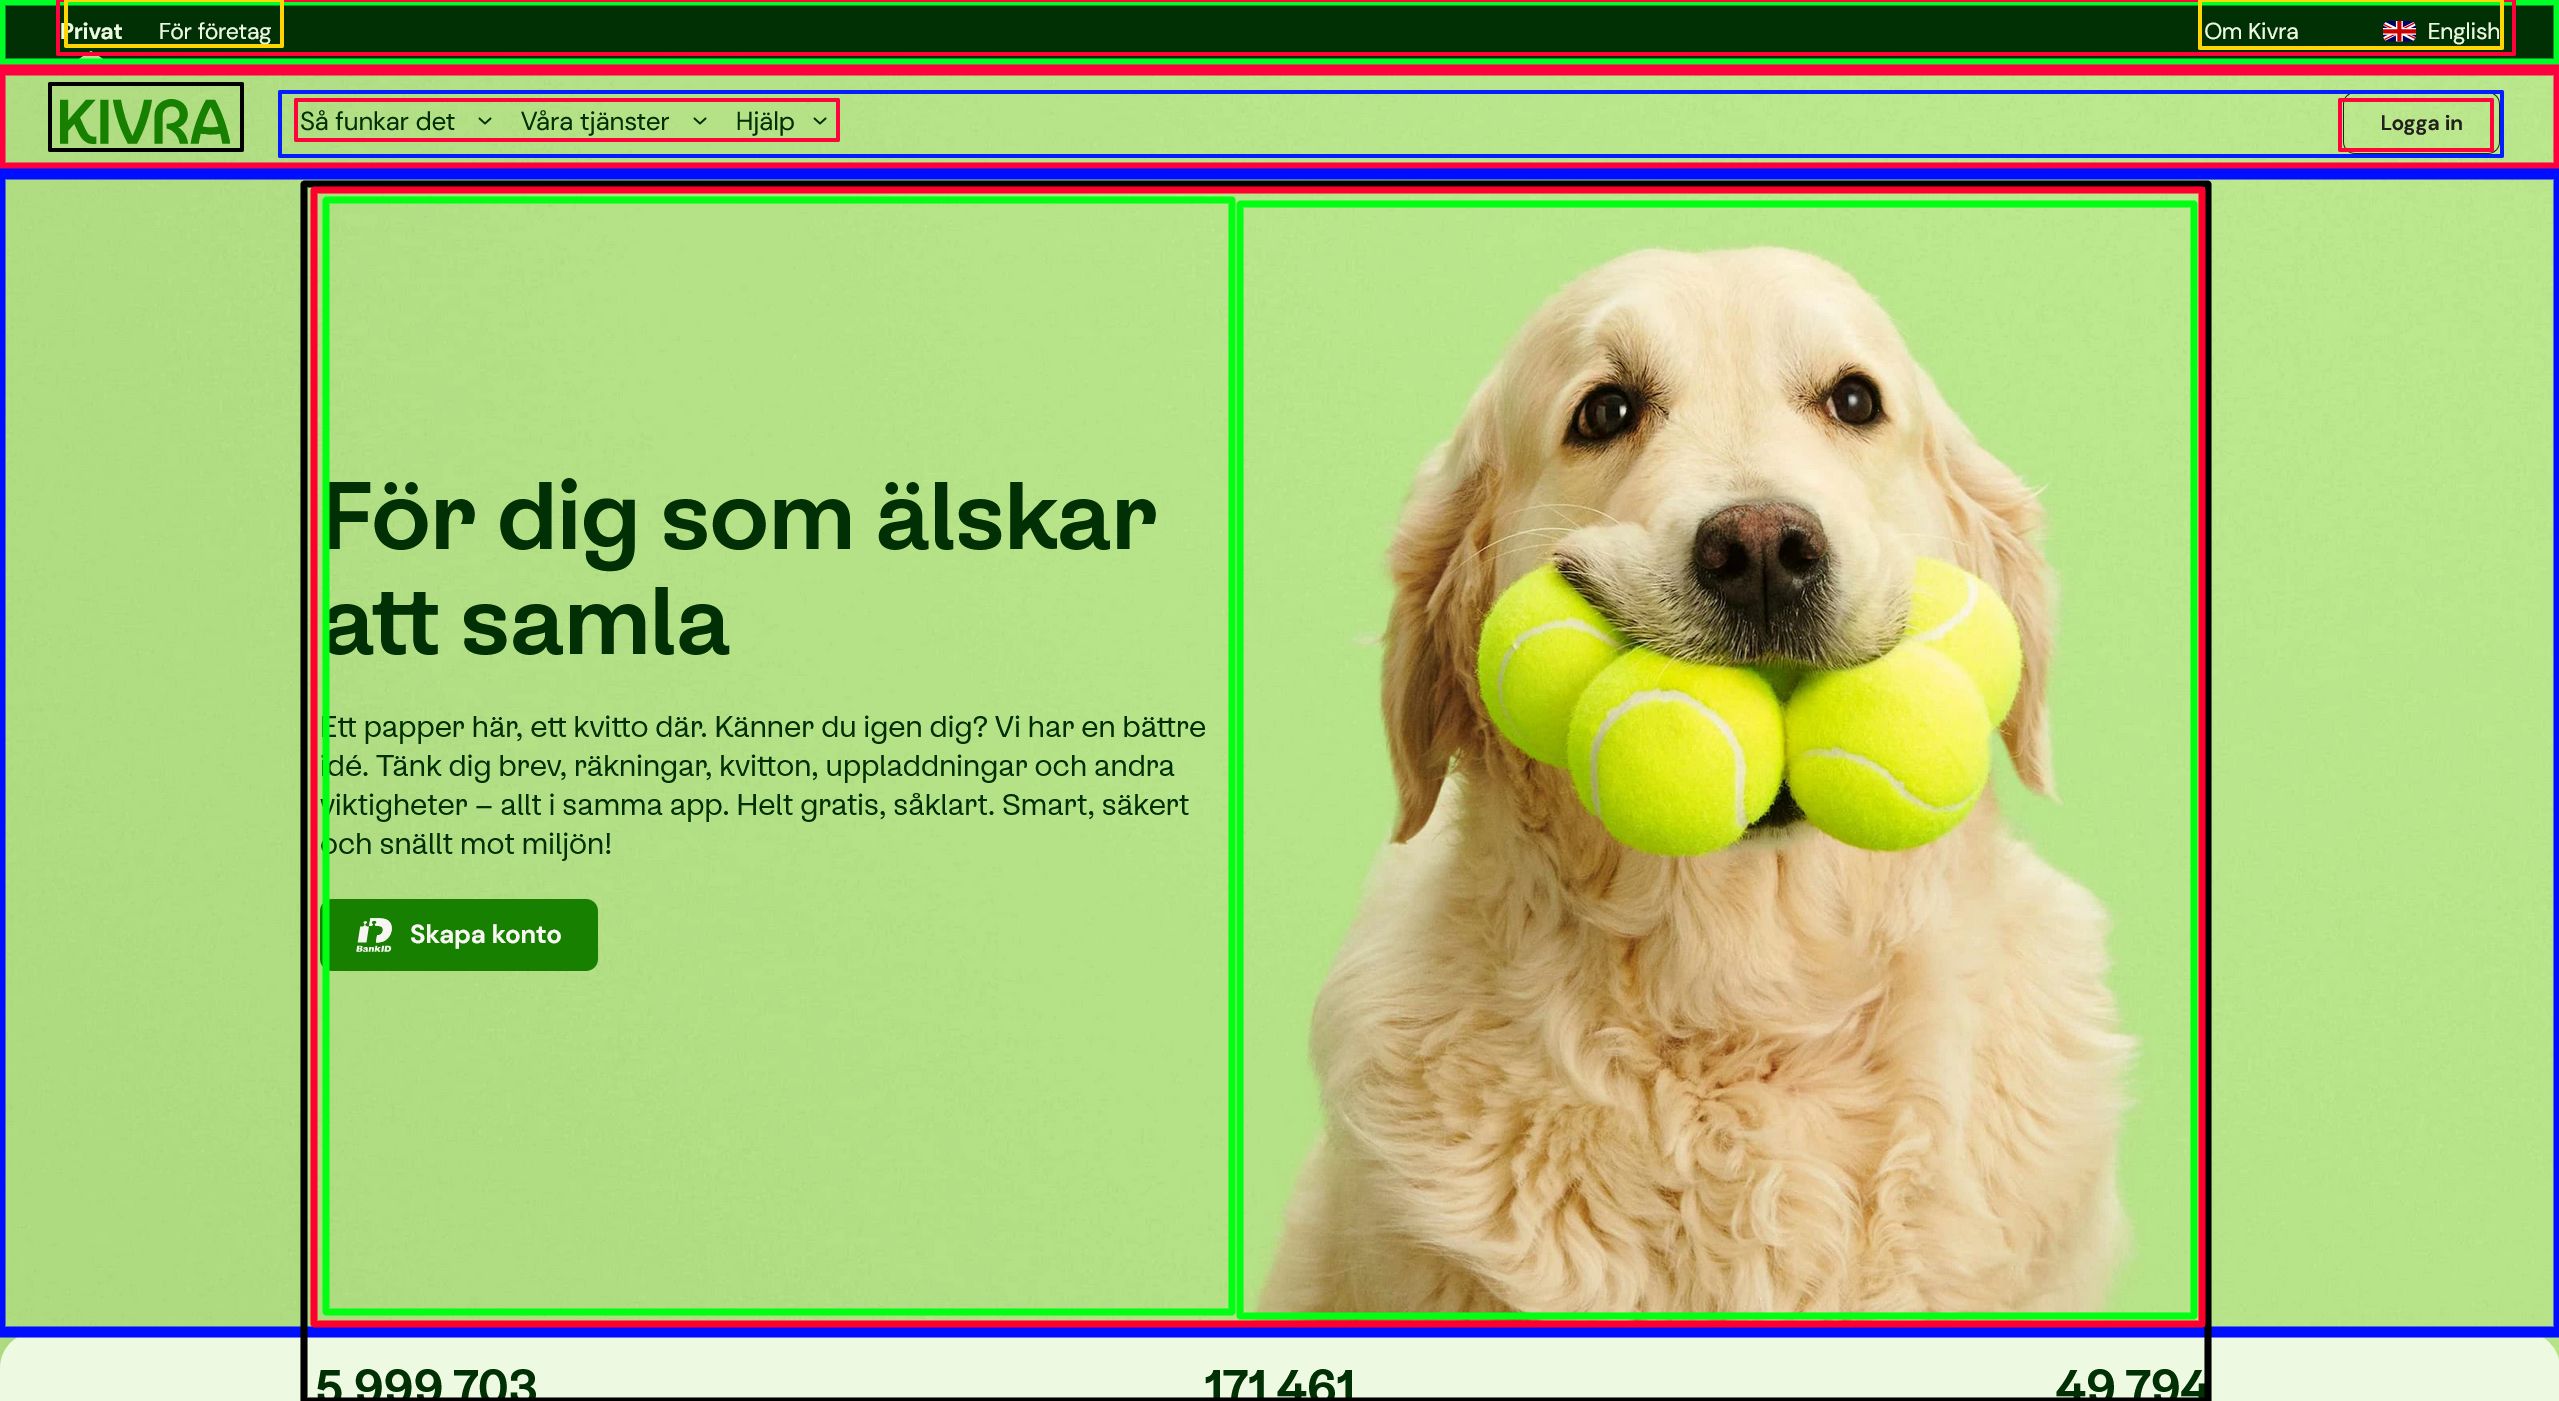 Privat För företag Om Kivra English
KIVRA Så funkar det Våra tjänster Hjälp Logga in
För dig som älskar
att samla
Ett papper här, ett kvitto där. Känner du igen dig? Vi har en bättre
idé. Tänk dig brev, räkningar, kvitton, uppladdningar och andra
viktigheter – allt i samma app. Helt gratis, såklart. Smart, säkert
och snällt mot miljön!
BankID Skapa konto
5 999 703 171 461 49 794